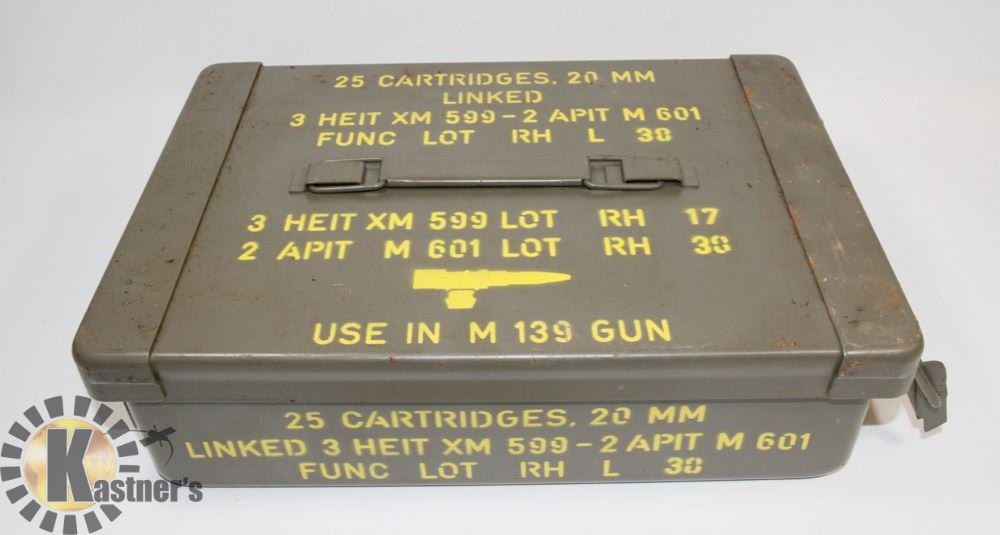 25 CARTRIDGES. 20 MM
LINKED
3 HEIT XM 599-2 APIT M 601
FUNC LOT RH L 38
3 HEIT XM 599 LOT RH 17
2 APIT M 601 LOT RH 38
USE IN M 139 GUN
25 CARTRIDGES. 20 MM
LINKED 3 HEIT XM 599-2 APIT M 601
FUNC LOT RH L 38
Kastner's